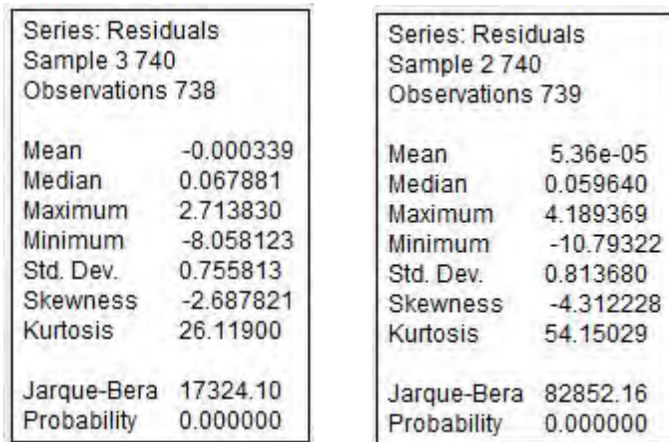 Series: Residuals
Sample 3 740
Observations 738
Mean -0.000339
Median 0.067881
Maximum 2.713830
Minimum -8.058123
Std. Dev. 0.755813
Skewness -2.687821
Kurtosis 26.11900
Jarque-Bera 17324.10
Probability 0.000000
Series: Residuals
Sample 2 740
Observations 739
Mean 5.36e-05
Median 0.059640
Maximum 4.189369
Minimum -10.79322
Std. Dev. 0.813680
Skewness -4.312228
Kurtosis 54.15029
Jarque-Bera 82852.16
Probability 0.000000